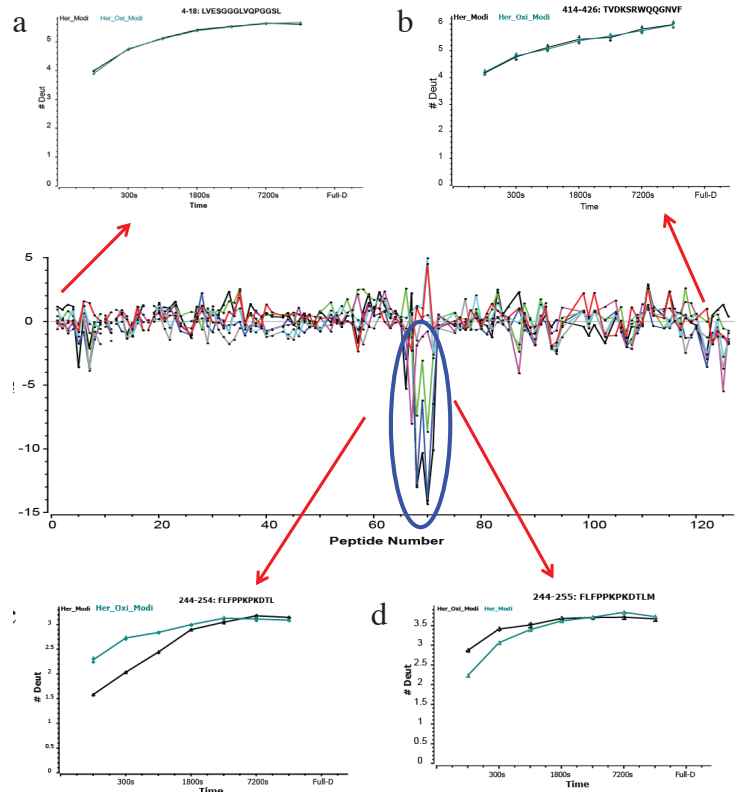 a
Her_Modi Her_Oxi_Modi 4-18: LVESGGGLVQPGGSL
# Deut
5
4
3
2
1
0
300s 1800s 7200s Full-D
Time
b
414-426: TVDKSRWQQGNVF
Her_Modi Her_Oxi_Modi
# Deut
6
5
4
3
2
1
0
300s 1800s 7200s Full-D
Time
5
0
-5
-10
-15
0 20 40 60 80 100 120
Peptide Number
Her_Modi Her_Oxi_Modi 244-254: FLFPPKPKDTL
# Deut
3
2.5
2
1.5
1
0.5
0
300s 1800s 7200s Full-D
Time
d
244-255: FLFPPKPKDTLM
Her_Oxi_Modi Her_Modi
# Deut
3.5
3
2.5
2
1.5
1
0.5
0
300s 1800s 7200s Full-D
Time